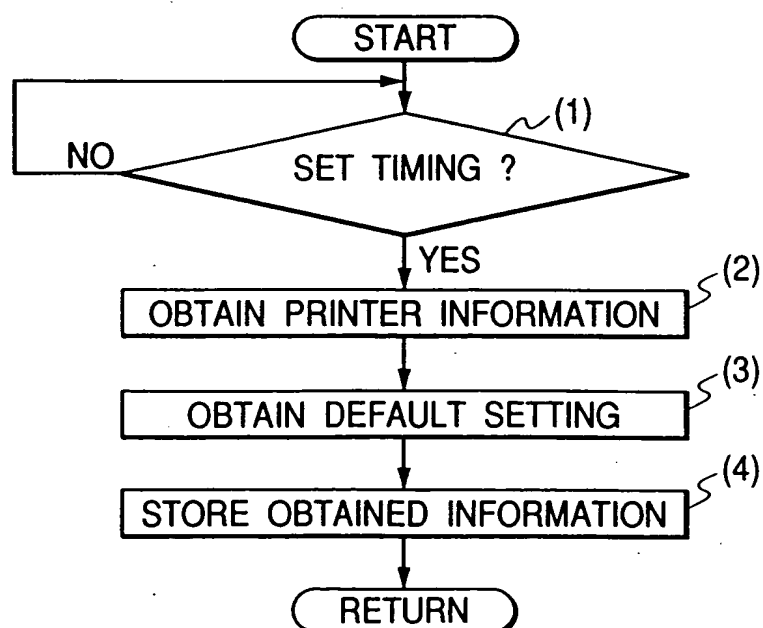 START
(1)
SET TIMING ?
NO
YES
(2)
OBTAIN PRINTER INFORMATION
(3)
OBTAIN DEFAULT SETTING
(4)
STORE OBTAINED INFORMATION
RETURN